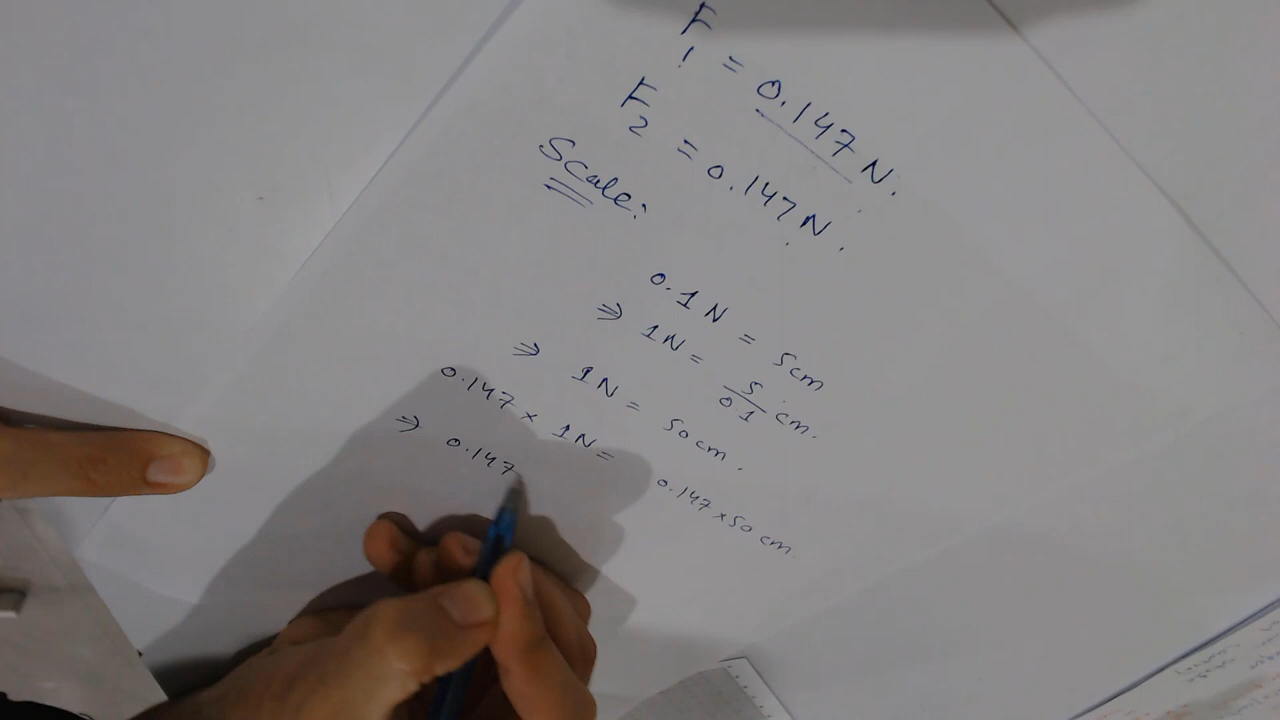 F1 = 0.147 N.
F2 = 0.147 N.
Scale:
0.1 N = 5 cm
⇒ 1 N = 5/0.1 cm.
⇒ 1 N = 50 cm.
0.147 × 1 N = 0.147 × 50 cm
⇒ 0.147